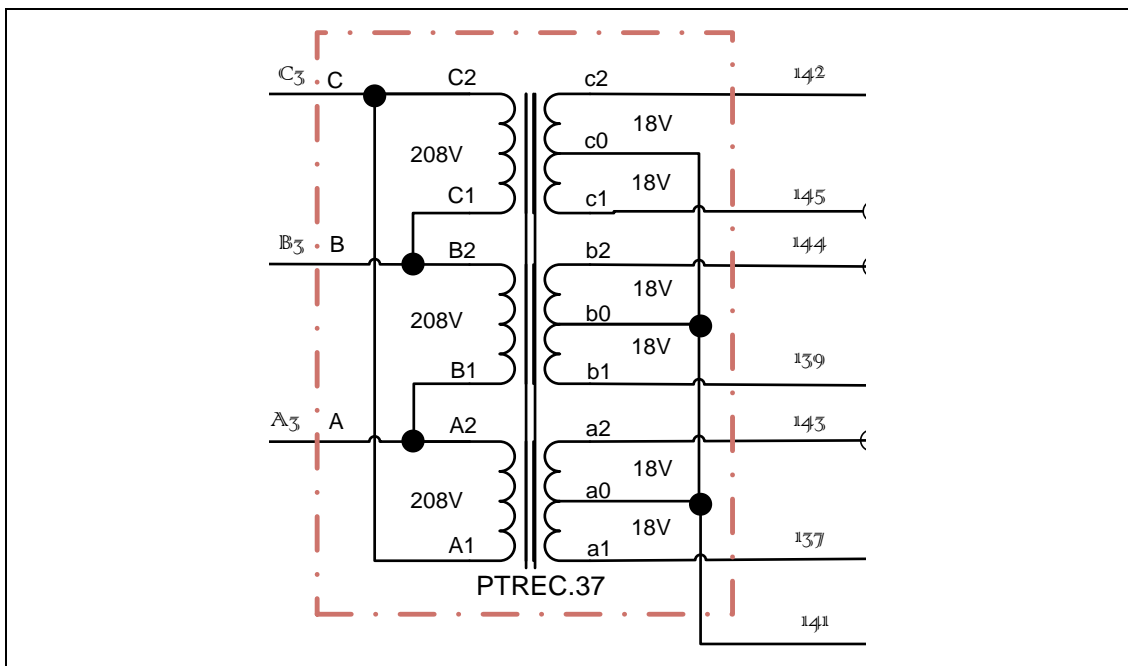 C3 C C2 c2 142
18V
c0
208V
18V
C1 c1 145
B3 B B2 b2 144
18V
b0
208V
18V
B1 b1 139
A3 A A2 a2 143
18V
a0
208V
18V
A1 a1 137
PTREC.37
141